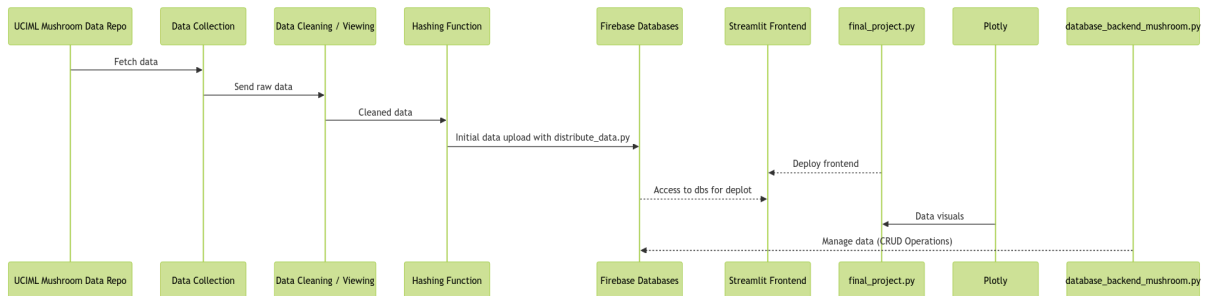 UCIML Mushroom Data Repo
Data Collection
Data Cleaning / Viewing
Hashing Function
Firebase Databases
Streamlit Frontend
final_project.py
Plotly
database_backend_mushroom.py
Fetch data
Send raw data
Cleaned data
Initial data upload with distribute_data.py
Deploy frontend
Access to dbs for deplot
Data visuals
Manage data (CRUD Operations)
UCIML Mushroom Data Repo
Data Collection
Data Cleaning / Viewing
Hashing Function
Firebase Databases
Streamlit Frontend
final_project.py
Plotly
database_backend_mushroom.py